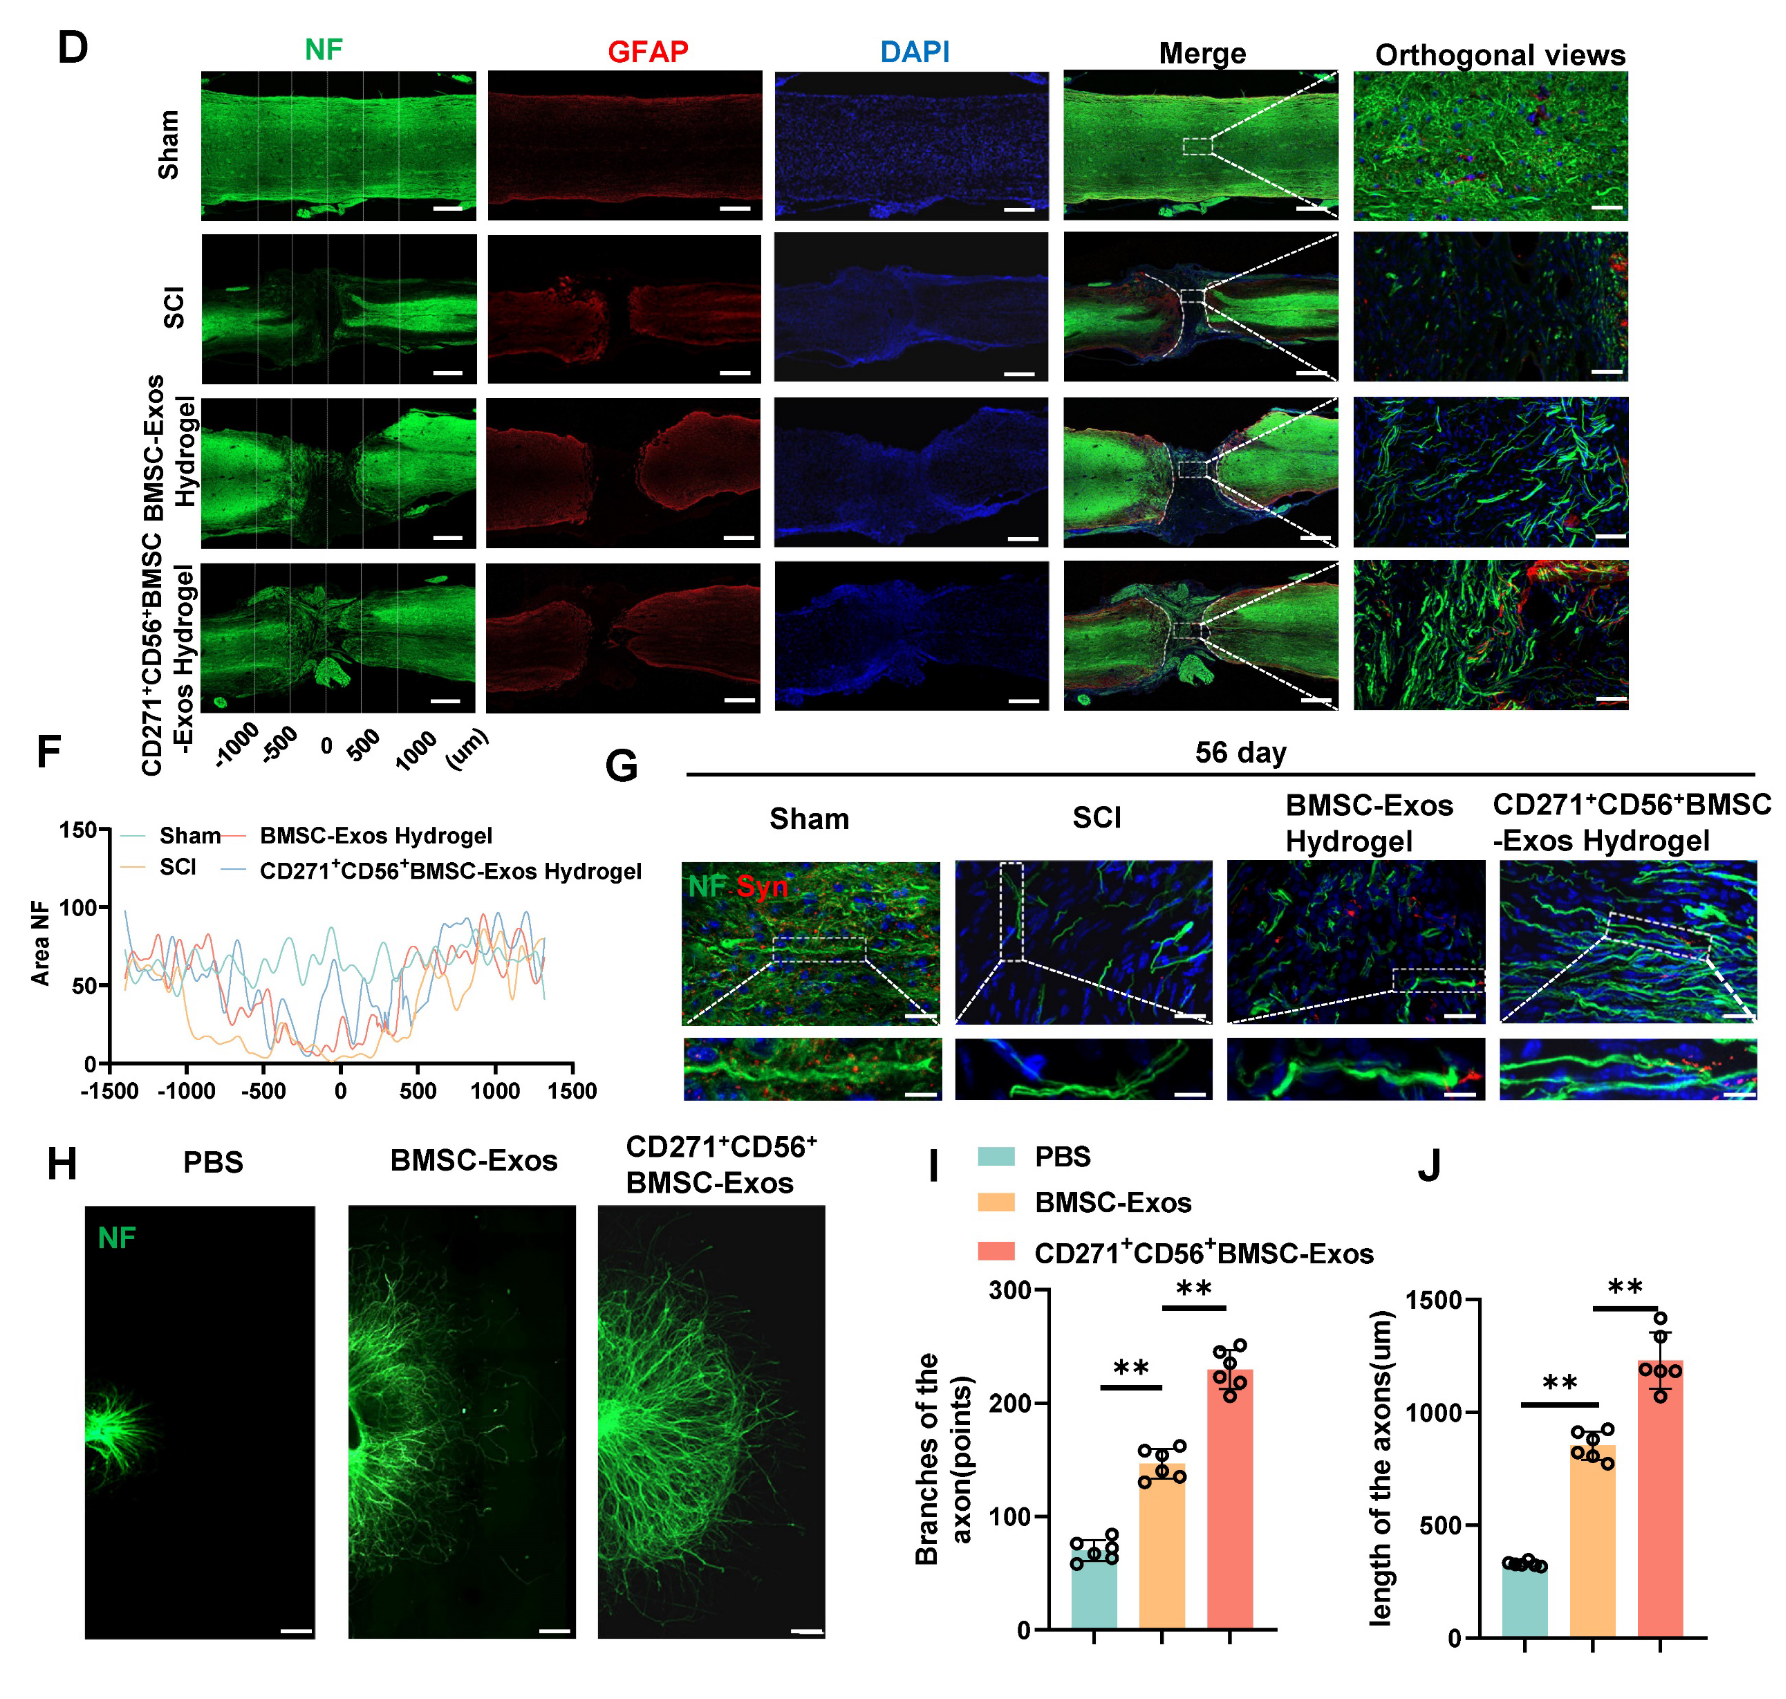 D
NF
GFAP
DAPI
Merge
Orthogonal views
Sham
SCI
BMSC-Exos
Hydrogel
CD271⁺CD56⁺BMSC
-Exos Hydrogel
-1000
-500
0
500
1000
(um)
F
150
100
50
0
Area NF
Sham
BMSC-Exos Hydrogel
SCI
CD271⁺CD56⁺BMSC-Exos Hydrogel
-1500
-1000
-500
0
500
1000
1500
G
56 day
Sham
SCI
BMSC-Exos
Hydrogel
CD271⁺CD56⁺BMSC
-Exos Hydrogel
NF Syn
H
PBS
BMSC-Exos
CD271⁺CD56⁺
BMSC-Exos
NF
I
PBS
BMSC-Exos
CD271⁺CD56⁺BMSC-Exos
300
200
100
0
Branches of the
axon(points)
**
**
J
1500
1000
500
0
length of the axons(um)
**
**